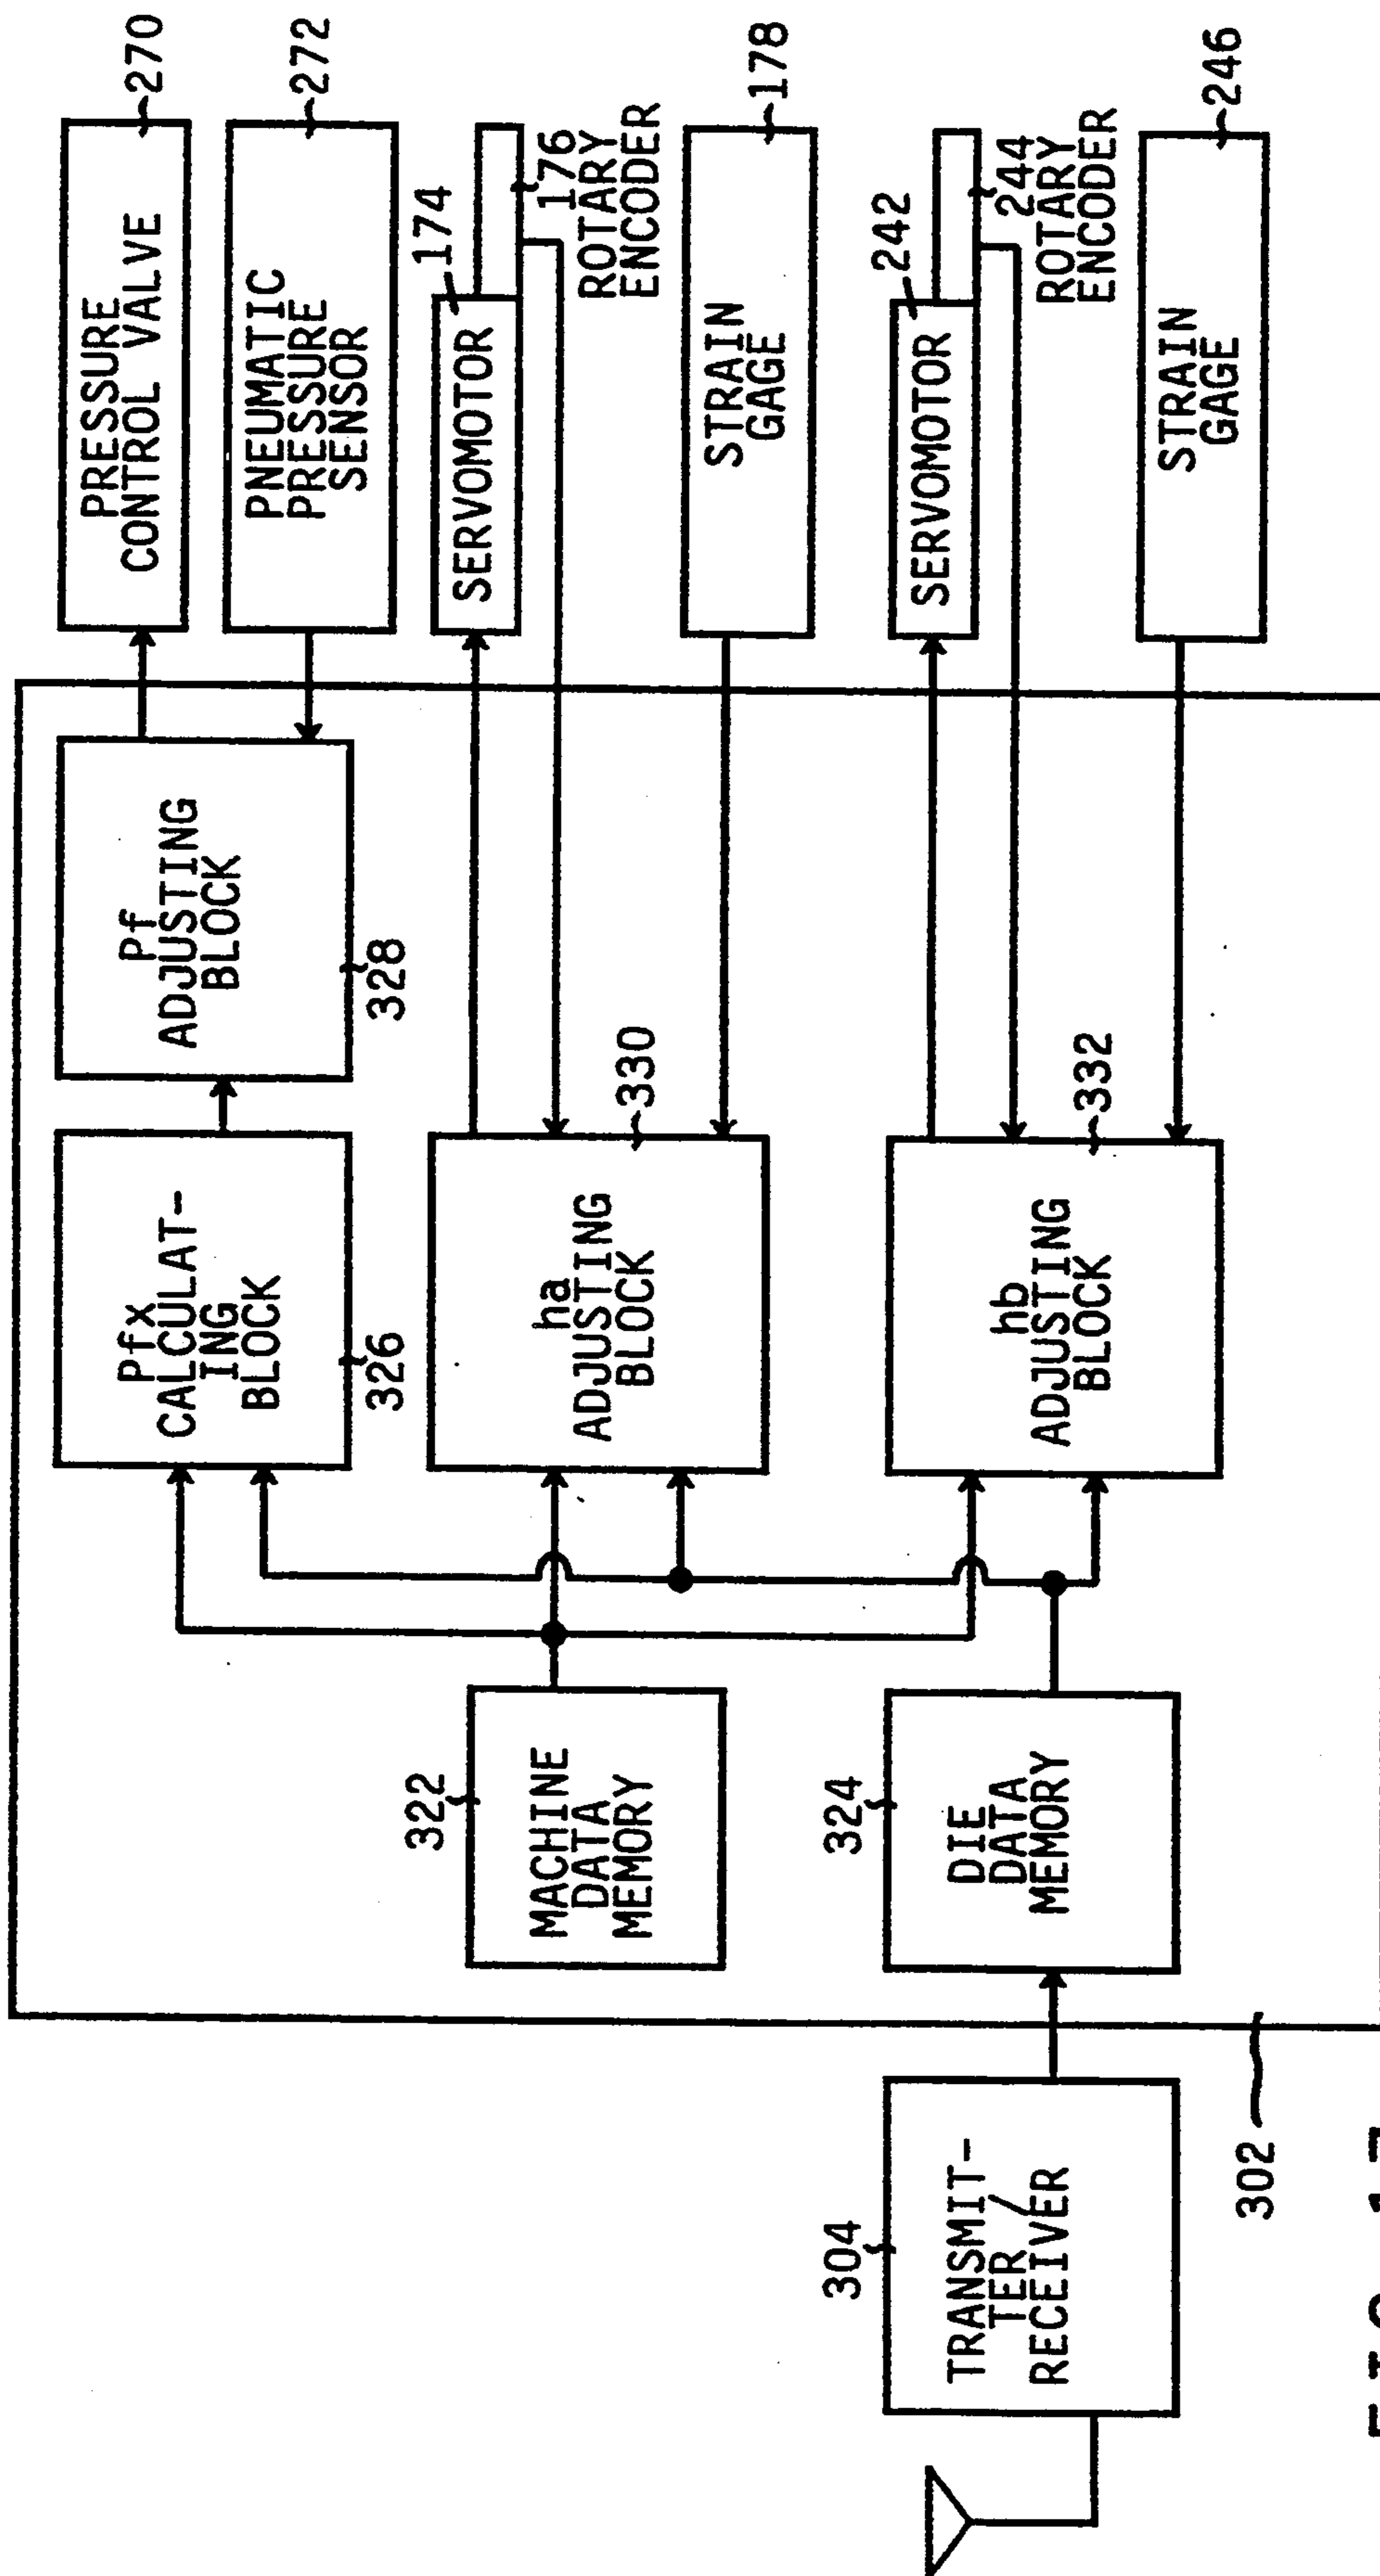 304
TRANSMIT-
TER /
RECEIVER
302
322
MACHINE
DATA
MEMORY
324
DIE
DATA
MEMORY
Pfx
CALCULAT-
ING
BLOCK
326
Pf
ADJUSTING
BLOCK
328
ha
ADJUSTING
BLOCK
330
hb
ADJUSTING
BLOCK
332
PRESSURE
CONTROL VALVE
270
PNEUMATIC
PRESSURE
SENSOR
272
SERVOMOTOR
174
176
ROTARY
ENCODER
STRAIN
GAGE
178
SERVOMOTOR
242
244
ROTARY
ENCODER
STRAIN
GAGE
246